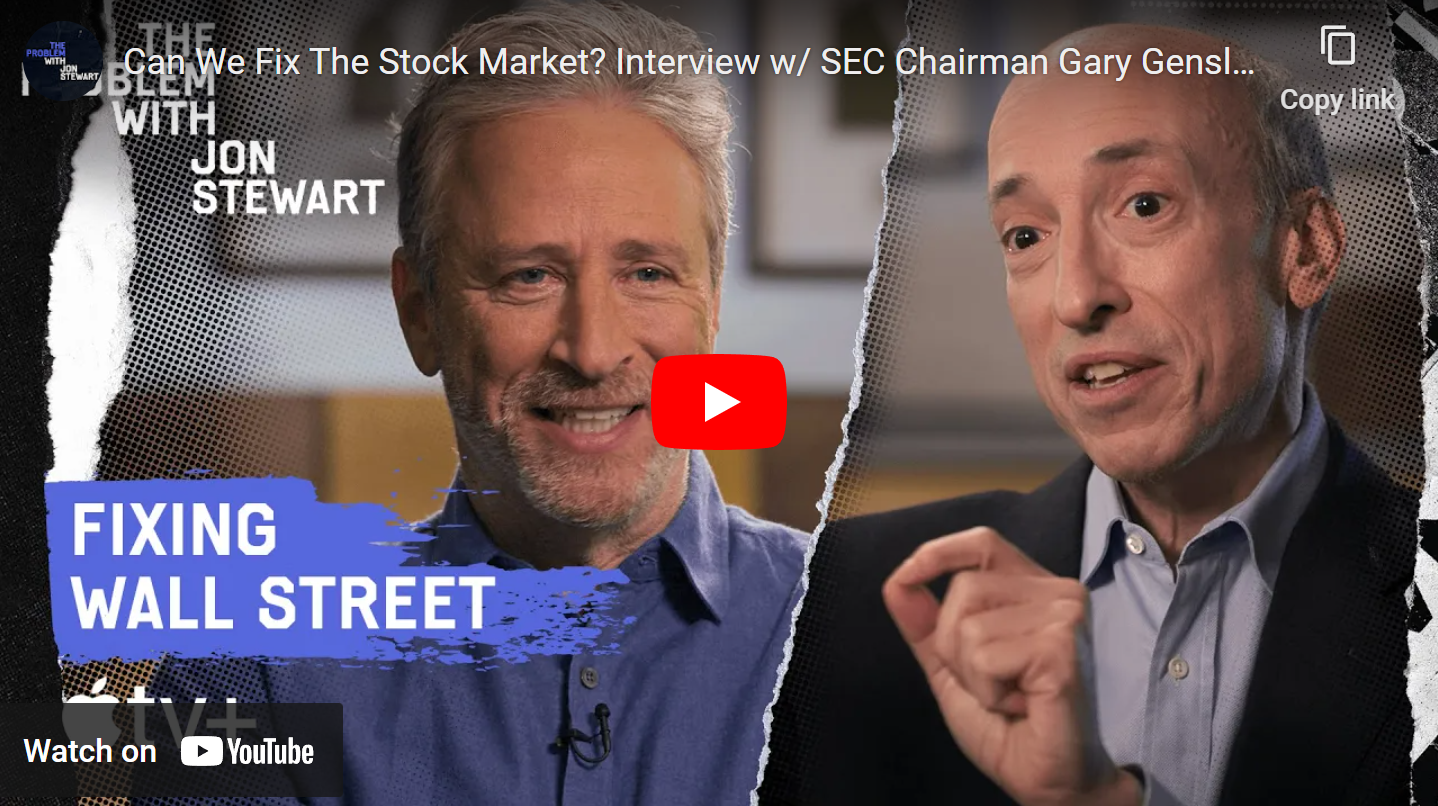 THE
PROBLEM
WITH
JON
STEWART
Can We Fix The Stock Market? Interview w/ SEC Chairman Gary Gensl...
Copy link
THE
PROBLEM
WITH
JON
STEWART
FIXING
WALL STREET
tv+
Watch on YouTube